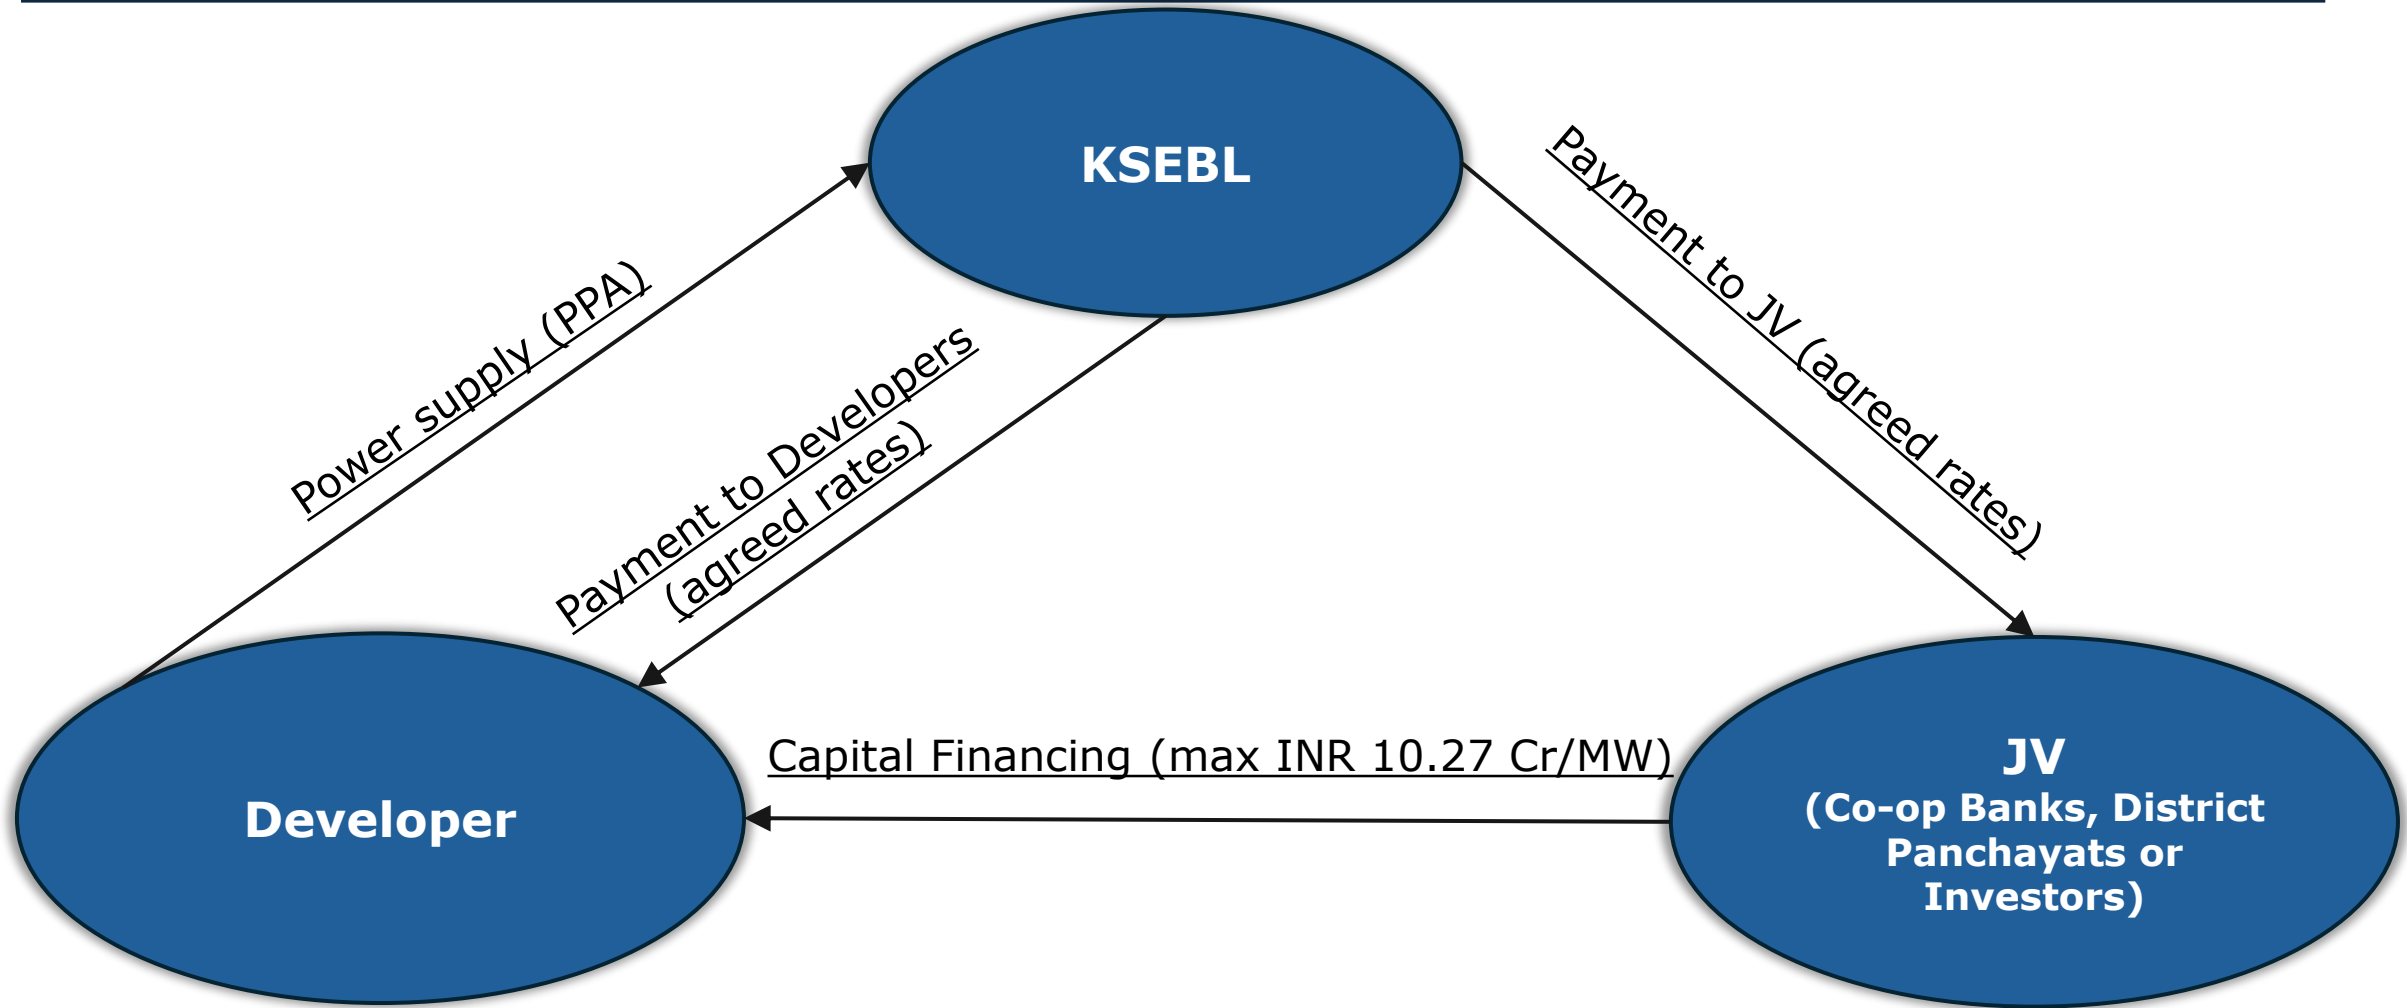 KSEBL
Payment to JV (agreed rates)
Power supply (PPA)
Payment to Developers
(agreed rates)
Capital Financing (max INR 10.27 Cr/MW)
Developer
JV
(Co-op Banks, District
Panchayats or
Investors)